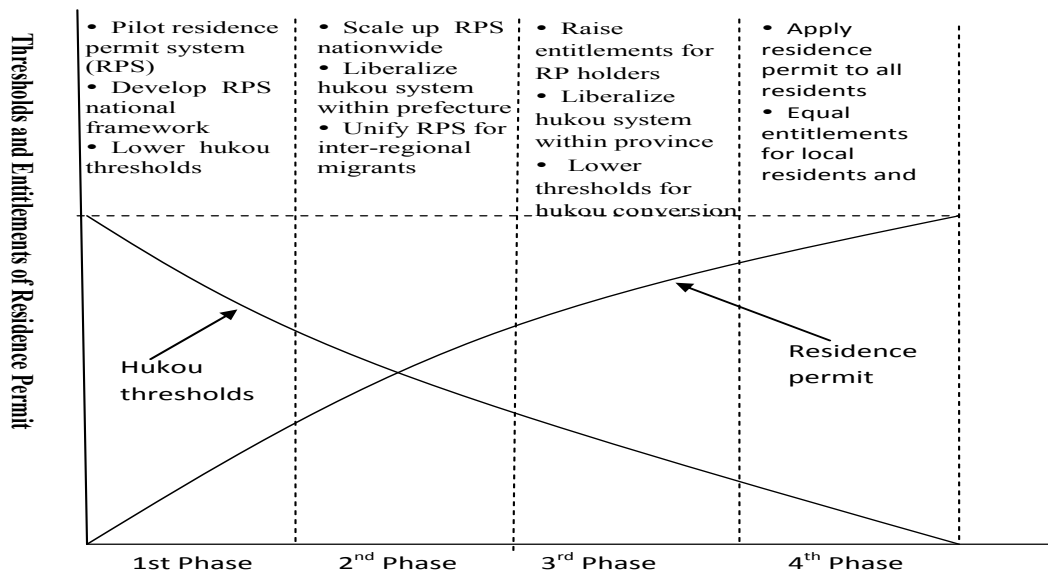 Thresholds and Entitlements of Residence Permit
• Pilot residence
permit system
(RPS)
• Develop RPS
national
framework
• Lower hukou
thresholds
• Scale up RPS
nationwide
• Liberalize
hukou system
within prefecture
• Unify RPS for
inter-regional
migrants
• Raise
entitlements for
RP holders
• Liberalize
hukou system
within province
• Lower
thresholds for
hukou conversion
• Apply
residence
permit to all
residents
• Equal
entitlements
for local
residents and
Hukou
thresholds
Residence
permit
1st Phase
2nd Phase
3rd Phase
4th Phase